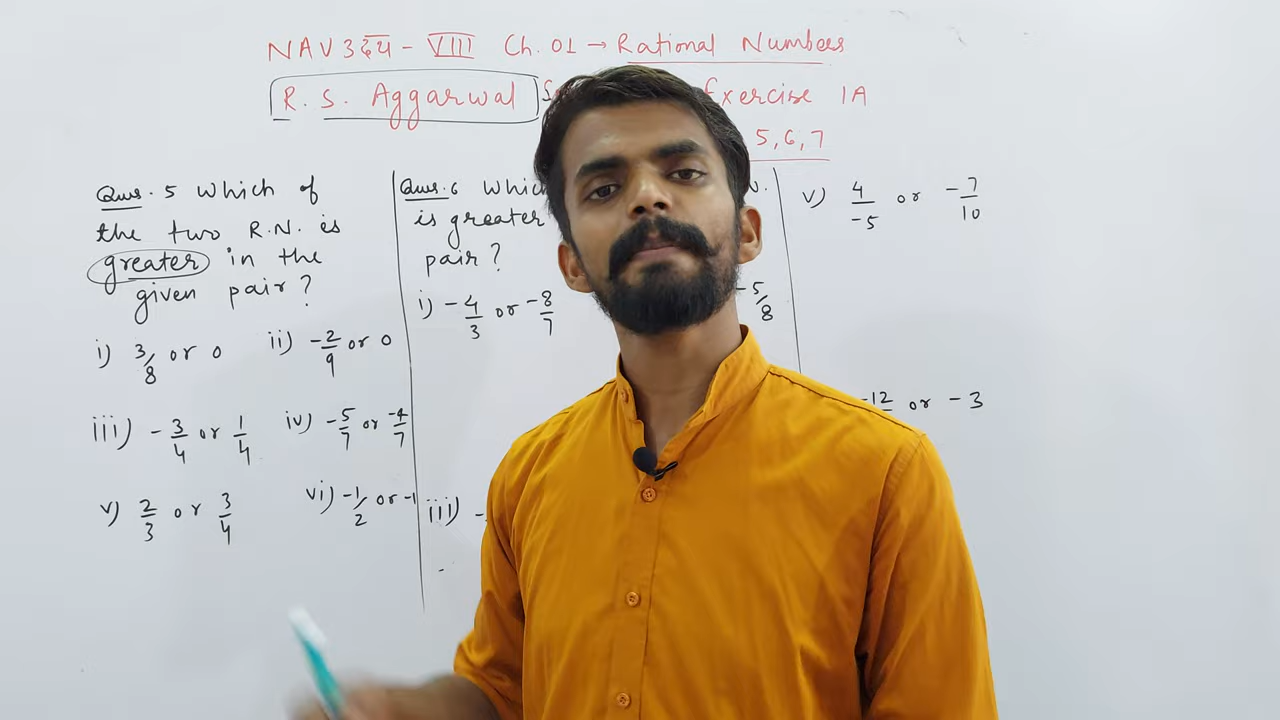 NAV उदय - VIII Ch. 01 → Rational Numbers
R. S. Aggarwal Exercise 1A
5, 6, 7
Ques. 5 Which of
the two R.N. is
greater in the
given pair?
i) 3/8 or 0 ii) -2/9 or 0
iii) -3/4 or 1/4 iv) -5/7 or -4/7
v) 2/3 or 3/4 vi) -1/2 or -1
Ques. 6
is greater
pair?
i) -4/3 or -8/7
-5/8
iii) -
v) 4/-5 or -7/10
-12 or -3